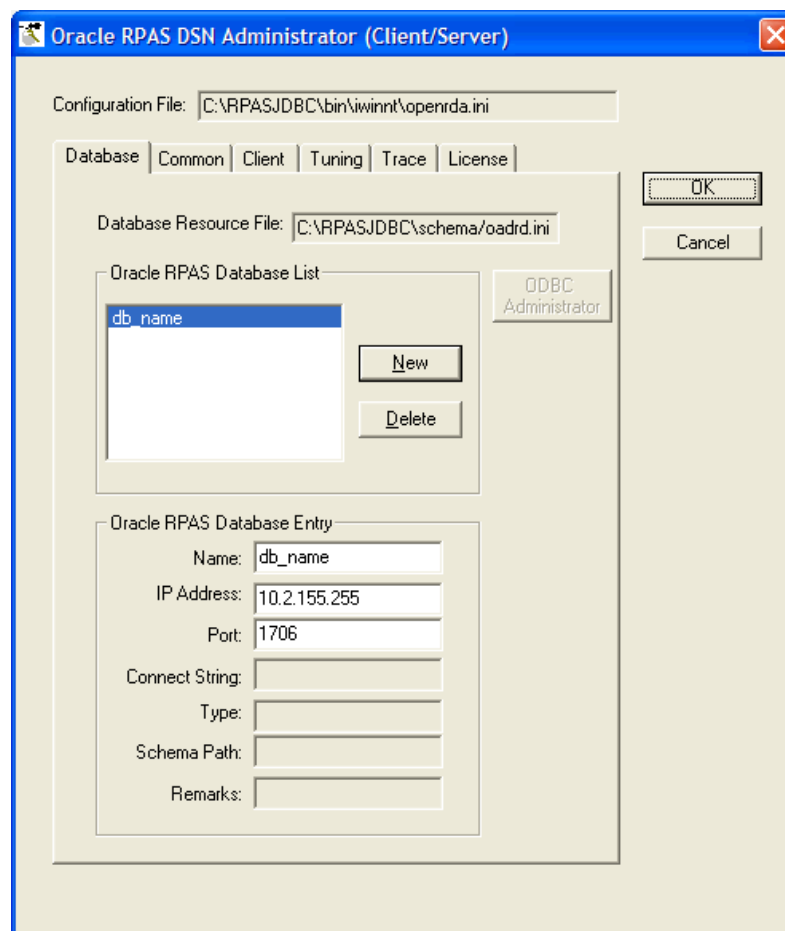 Oracle RPAS DSN Administrator (Client/Server)
Configuration File: C:\RPASJDBC\bin\iwinnt\openrda.ini
Database Common Client Tuning Trace License
OK
Cancel
Database Resource File: C:\RPASJDBC\schema/oadrd.ini
Oracle RPAS Database List
ODBC
Administrator
db_name
New
Delete
Oracle RPAS Database Entry
Name: db_name
IP Address: 10.2.155.255
Port: 1706
Connect String:
Type:
Schema Path:
Remarks: